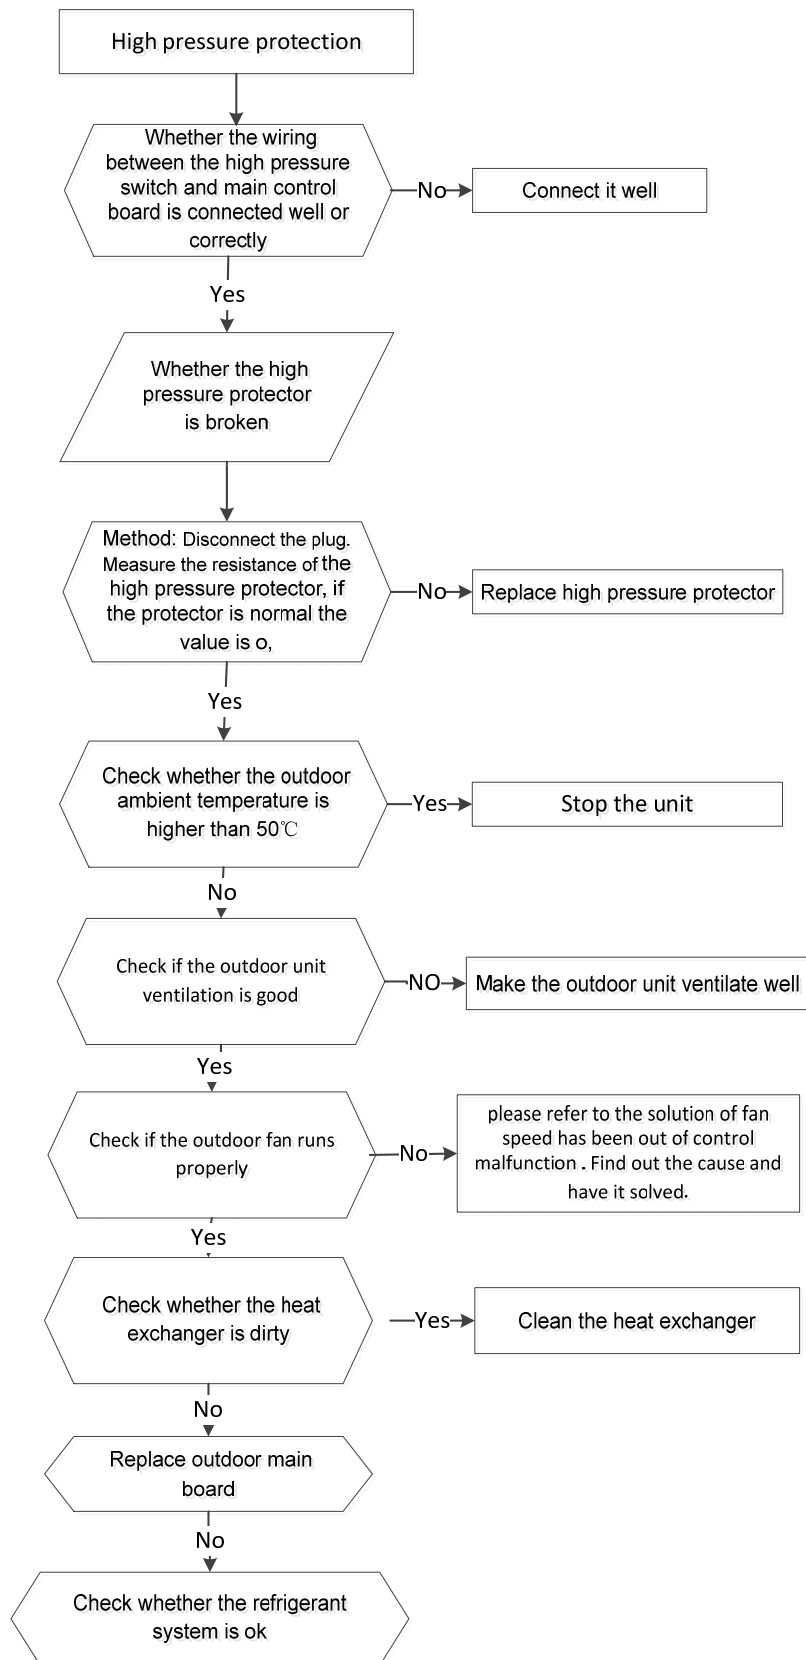 High pressure protection
Whether the wiring
between the high pressure
switch and main control
board is connected well or
correctly
No
Connect it well
Yes
Whether the high
pressure protector
is broken
Method: Disconnect the plug.
Measure the resistance of the
high pressure protector, if
the protector is normal the
value is o,
No
Replace high pressure protector
Yes
Check whether the outdoor
ambient temperature is
higher than 50℃
Yes
Stop the unit
No
Check if the outdoor unit
ventilation is good
NO
Make the outdoor unit ventilate well
Yes
Check if the outdoor fan runs
properly
No
please refer to the solution of fan
speed has been out of control
malfunction . Find out the cause and
have it solved.
Yes
Check whether the heat
exchanger is dirty
Yes
Clean the heat exchanger
No
Replace outdoor main
board
No
Check whether the refrigerant
system is ok